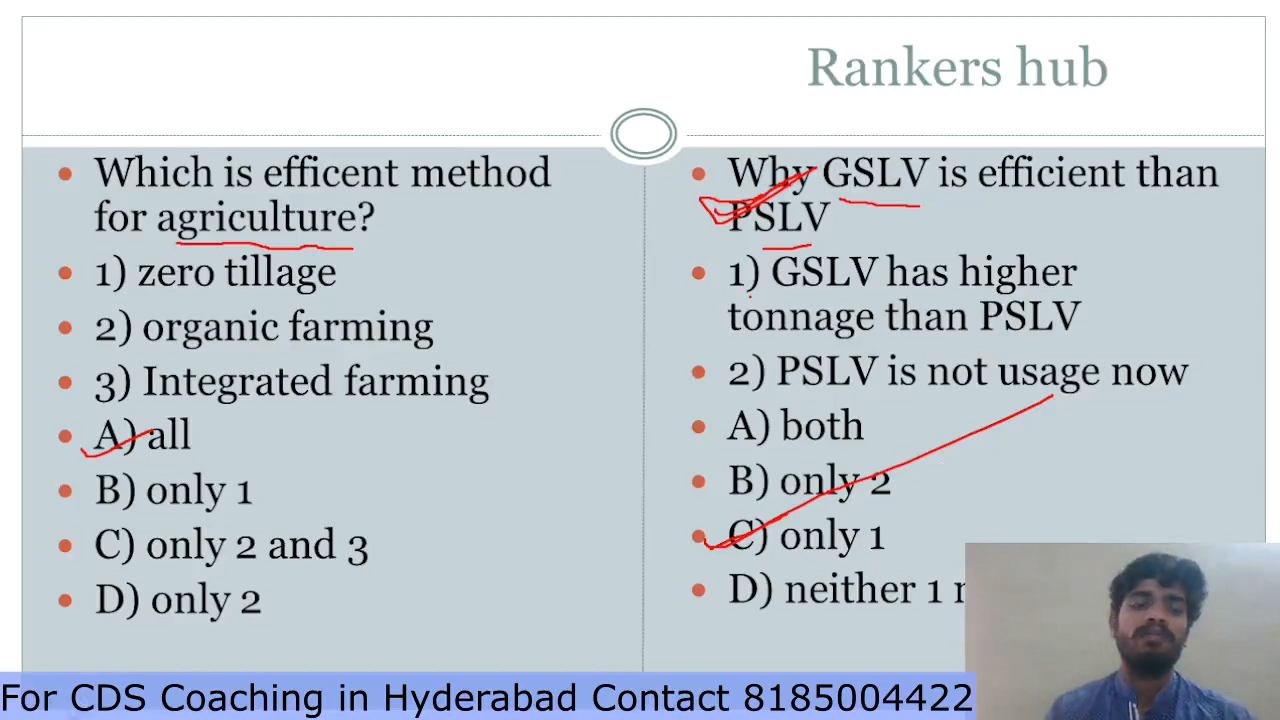 Rankers hub
Which is efficent method
for agriculture?
1) zero tillage
2) organic farming
3) Integrated farming
A) all
B) only 1
C) only 2 and 3
D) only 2
Why GSLV is efficient than
PSLV
1) GSLV has higher
tonnage than PSLV
2) PSLV is not usage now
A) both
B) only 2
C) only 1
D) neither 1
For CDS Coaching in Hyderabad Contact 8185004422